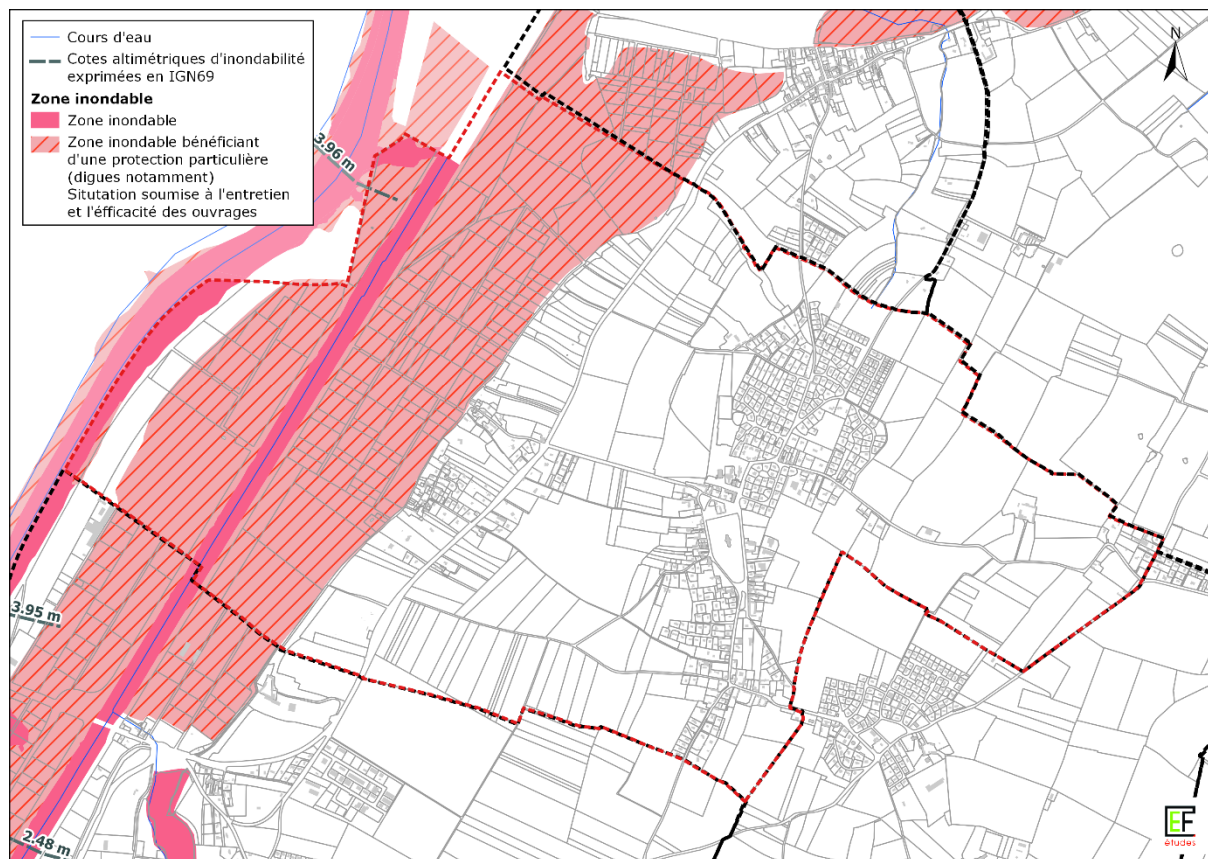 Cours d'eau
Cotes altimétriques d'inondabilité
exprimées en IGN69
Zone inondable
Zone inondable
Zone inondable bénéficiant
d'une protection particulière
(digues notamment)
Situtation soumise à l'entretien
et l'éfficacité des ouvrages
N
3.96 m
3.95 m
2.48 m
EF
études